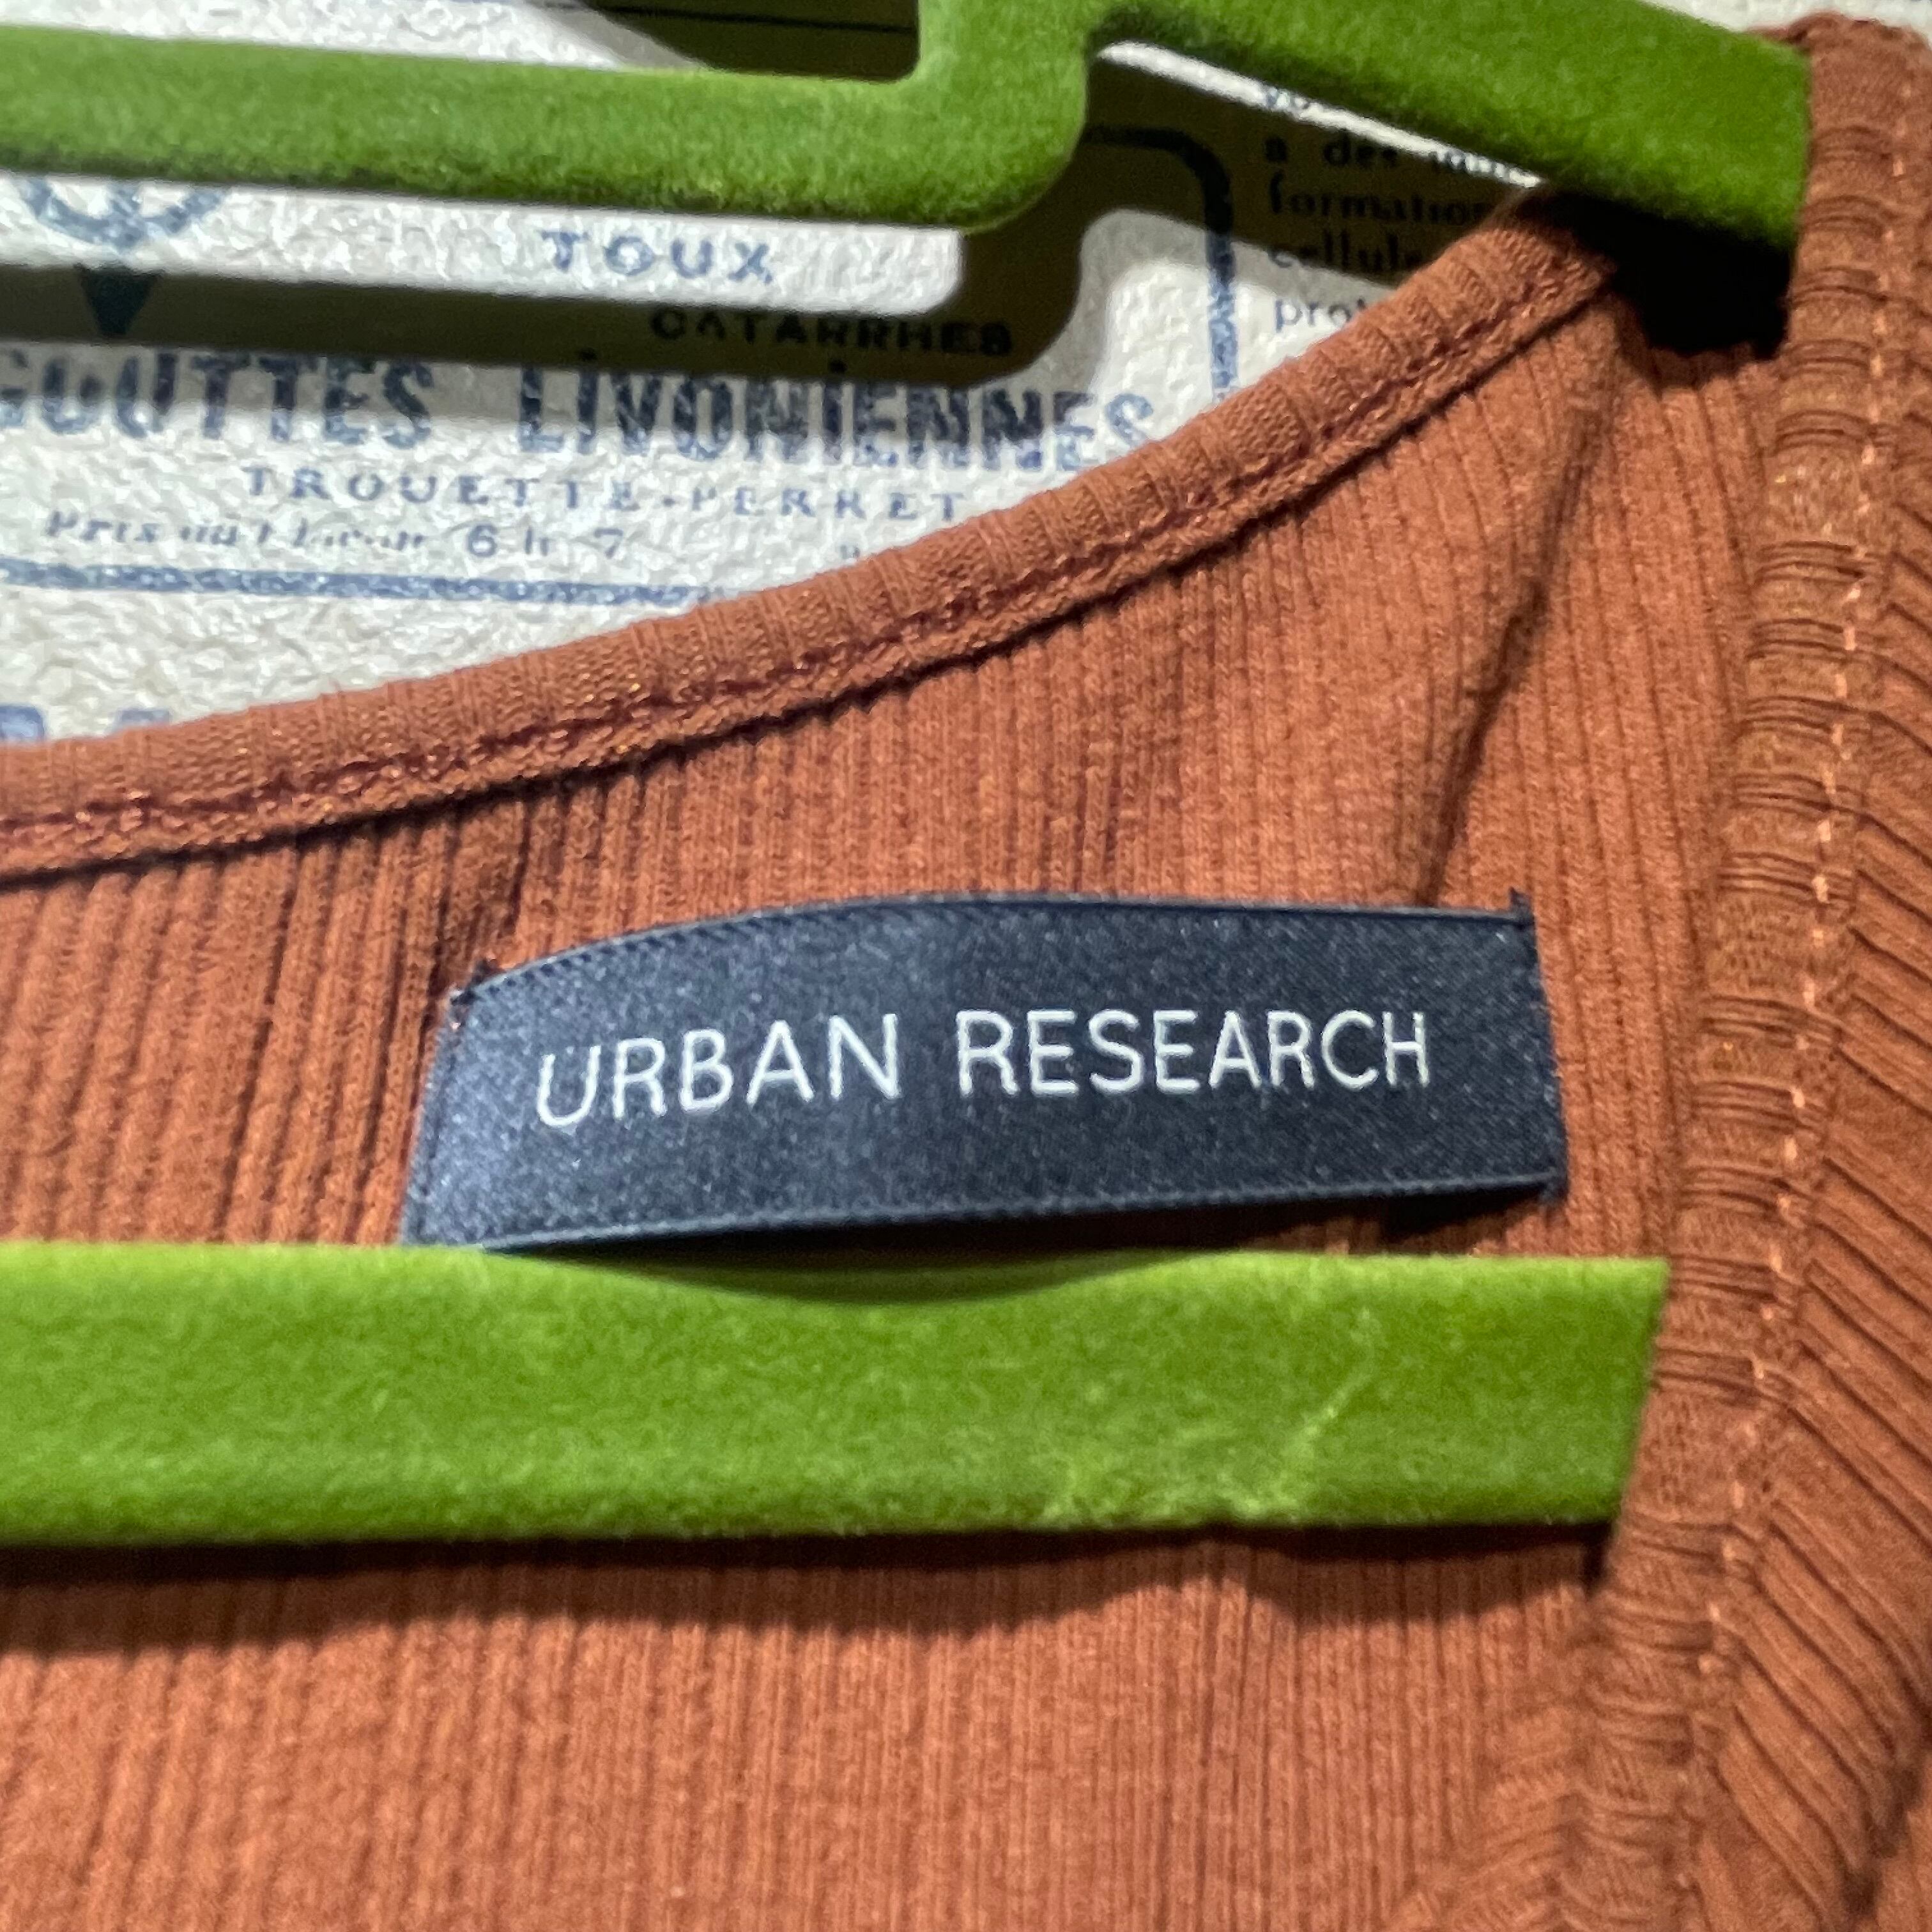 a des
formation
cellule
TOUX
CATARRHES
GOUTTES LIVONIENNES
TROUETTE-PERRET
URBAN RESEARCH